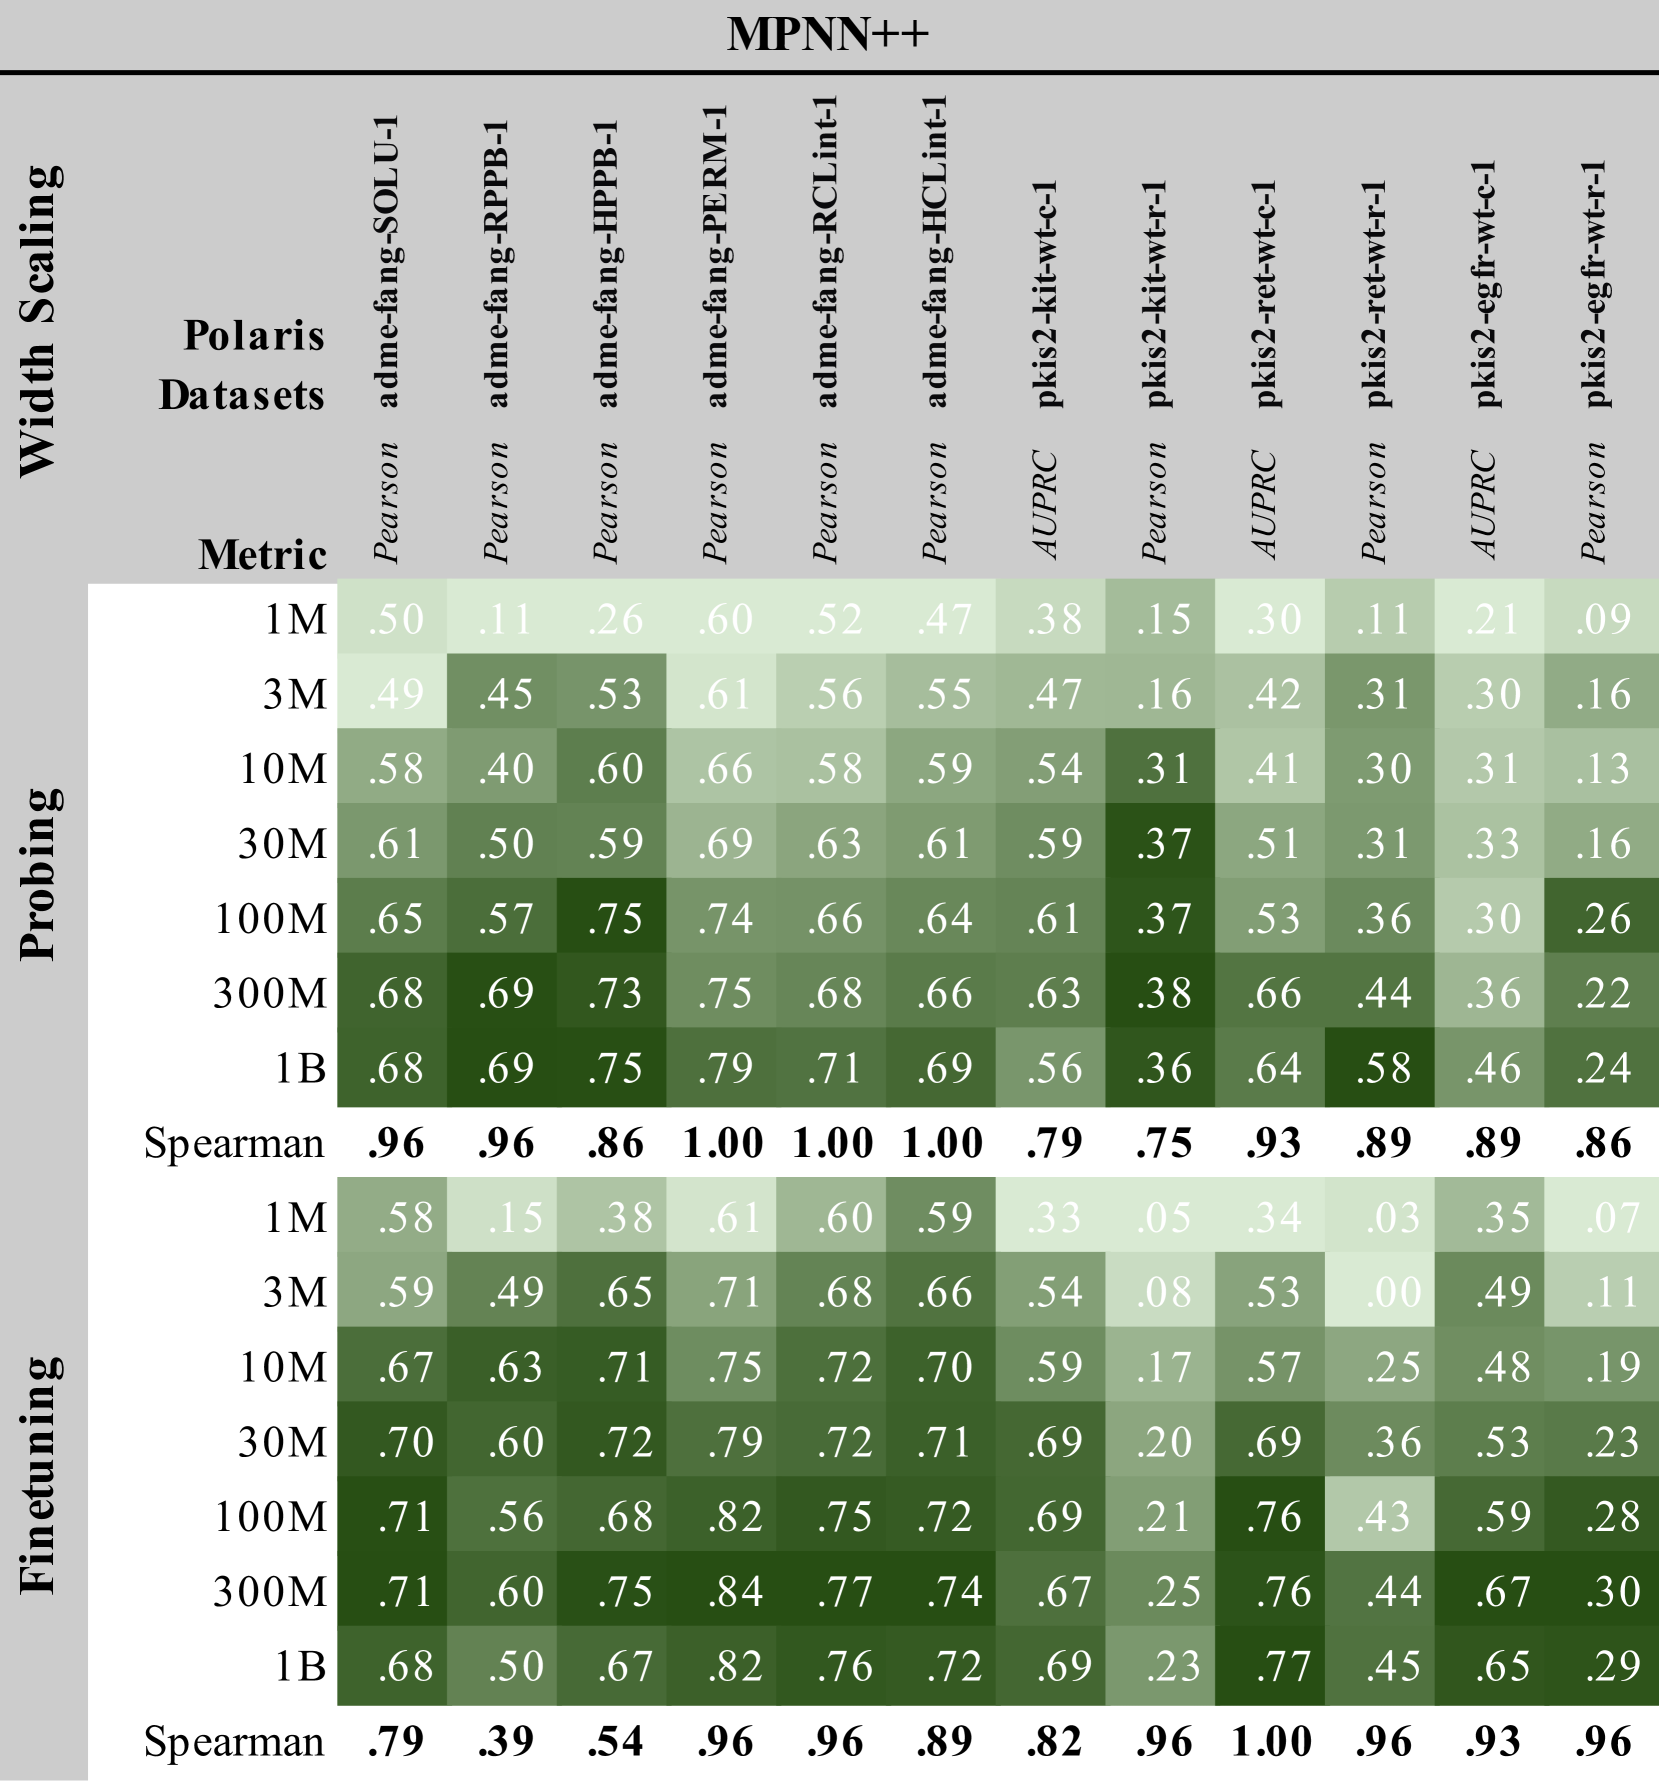 MPNN++
Width Scaling
Polaris Datasets adme-fang-SOLU-1 adme-fang-RPPB-1 adme-fang-HPPB-1 adme-fang-PERM-1 adme-fang-RCLint-1 adme-fang-HCLint-1 pkis2-kit-wt-c-1 pkis2-kit-wt-r-1 pkis2-ret-wt-c-1 pkis2-ret-wt-r-1 pkis2-egfr-wt-c-1 pkis2-egfr-wt-r-1
Metric Pearson Pearson Pearson Pearson Pearson Pearson AUPRC Pearson AUPRC Pearson AUPRC Pearson
Probing
1M .50 .11 .26 .60 .52 .47 .38 .15 .30 .11 .21 .09
3M .49 .45 .53 .61 .56 .55 .47 .16 .42 .31 .30 .16
10M .58 .40 .60 .66 .58 .59 .54 .31 .41 .30 .31 .13
30M .61 .50 .59 .69 .63 .61 .59 .37 .51 .31 .33 .16
100M .65 .57 .75 .74 .66 .64 .61 .37 .53 .36 .30 .26
300M .68 .69 .73 .75 .68 .66 .63 .38 .66 .44 .36 .22
1B .68 .69 .75 .79 .71 .69 .56 .36 .64 .58 .46 .24
Spearman .96 .96 .86 1.00 1.00 1.00 .79 .75 .93 .89 .89 .86
Finetuning
1M .58 .15 .38 .61 .60 .59 .33 .05 .34 .03 .35 .07
3M .59 .49 .65 .71 .68 .66 .54 .08 .53 .00 .49 .11
10M .67 .63 .71 .75 .72 .70 .59 .17 .57 .25 .48 .19
30M .70 .60 .72 .79 .72 .71 .69 .20 .69 .36 .53 .23
100M .71 .56 .68 .82 .75 .72 .69 .21 .76 .43 .59 .28
300M .71 .60 .75 .84 .77 .74 .67 .25 .76 .44 .67 .30
1B .68 .50 .67 .82 .76 .72 .69 .23 .77 .45 .65 .29
Spearman .79 .39 .54 .96 .96 .89 .82 .96 1.00 .96 .93 .96